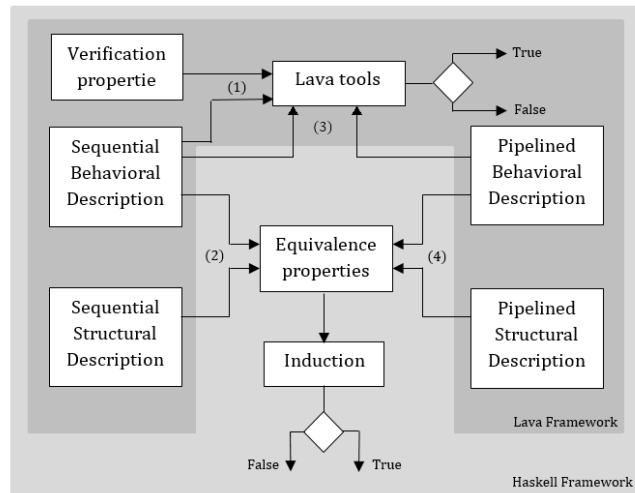 Verification
propertie
(1)
Lava tools
True
False
Sequential
Behavioral
Description
(3)
Pipelined
Behavioral
Description
(2)
Equivalence
properties
(4)
Sequential
Structural
Description
Pipelined
Structural
Description
Induction
Lava Framework
False
True
Haskell Framework